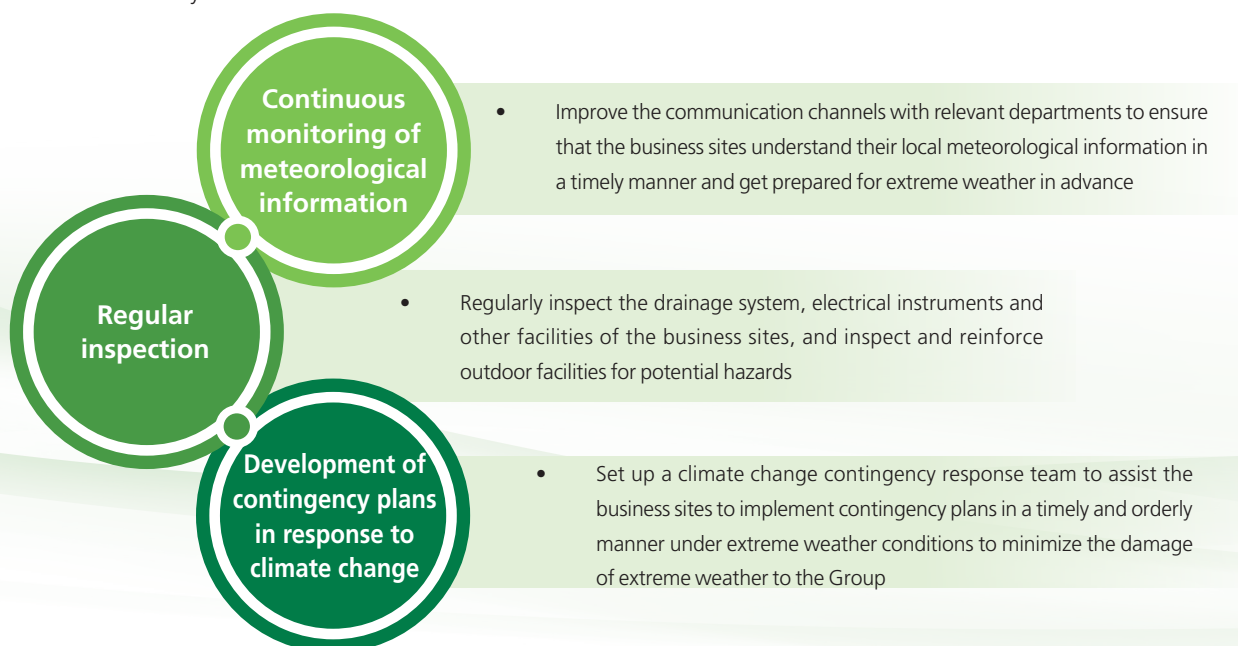 Continuous
monitoring of
meteorological
information
• Improve the communication channels with relevant departments to ensure
that the business sites understand their local meteorological information in
a timely manner and get prepared for extreme weather in advance
Regular
inspection
• Regularly inspect the drainage system, electrical instruments and
other facilities of the business sites, and inspect and reinforce
outdoor facilities for potential hazards
Development of
contingency plans
in response to
climate change
• Set up a climate change contingency response team to assist the
business sites to implement contingency plans in a timely and orderly
manner under extreme weather conditions to minimize the damage
of extreme weather to the Group